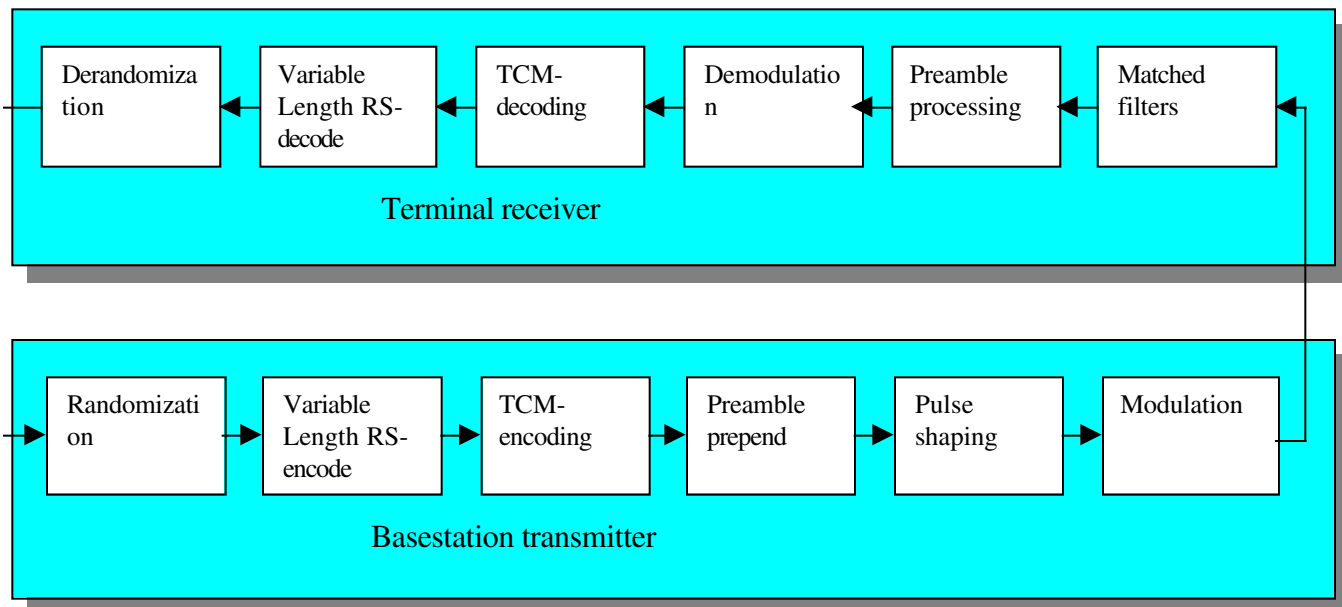 Derandomiza
tion
Variable
Length RS-
decode
TCM-
decoding
Demodulatio
n
Preamble
processing
Matched
filters
Terminal receiver
Randomizati
on
Variable
Length RS-
encode
TCM-
encoding
Preamble
prepend
Pulse
shaping
Modulation
Basestation transmitter